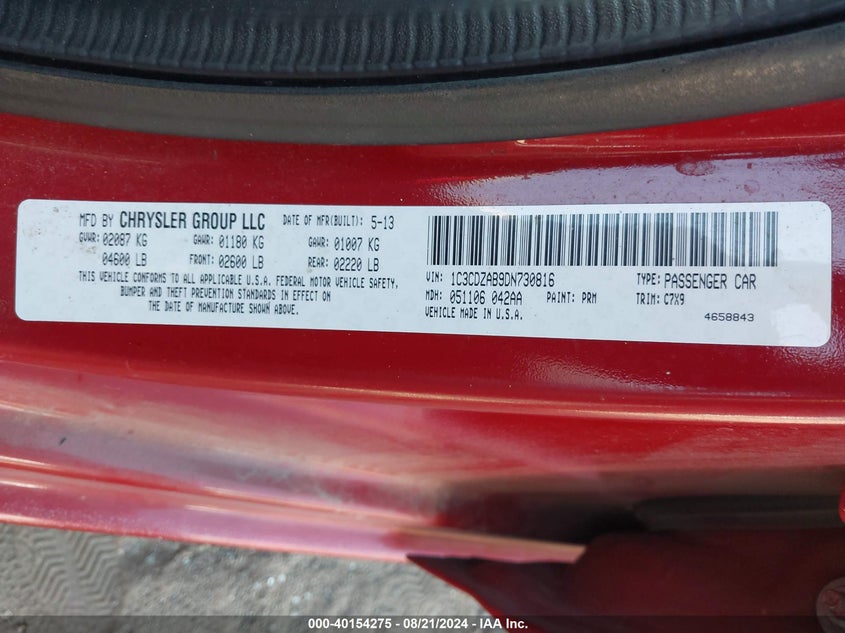 MFD BY CHRYSLER GROUP LLC DATE OF MFR(BUILT): 5-13
GVWR: 02087 KG GAWR: 01180 KG GAWR: 01007 KG
04600 LB FRONT: 02600 LB REAR: 02220 LB
THIS VEHICLE CONFORMS TO ALL APPLICABLE U.S.A. FEDERAL MOTOR VEHICLE SAFETY,
BUMPER AND THEFT PREVENTION STANDARDS IN EFFECT ON
THE DATE OF MANUFACTURE SHOWN ABOVE.
VIN: 1C3CDZAB9DN730816 TYPE: PASSENGER CAR
MDH: 051106 042AA PAINT: PRM TRIM: C7X9
VEHICLE MADE IN U.S.A. 4658843
000-40154275 - 08/21/2024 - © IAA Inc.